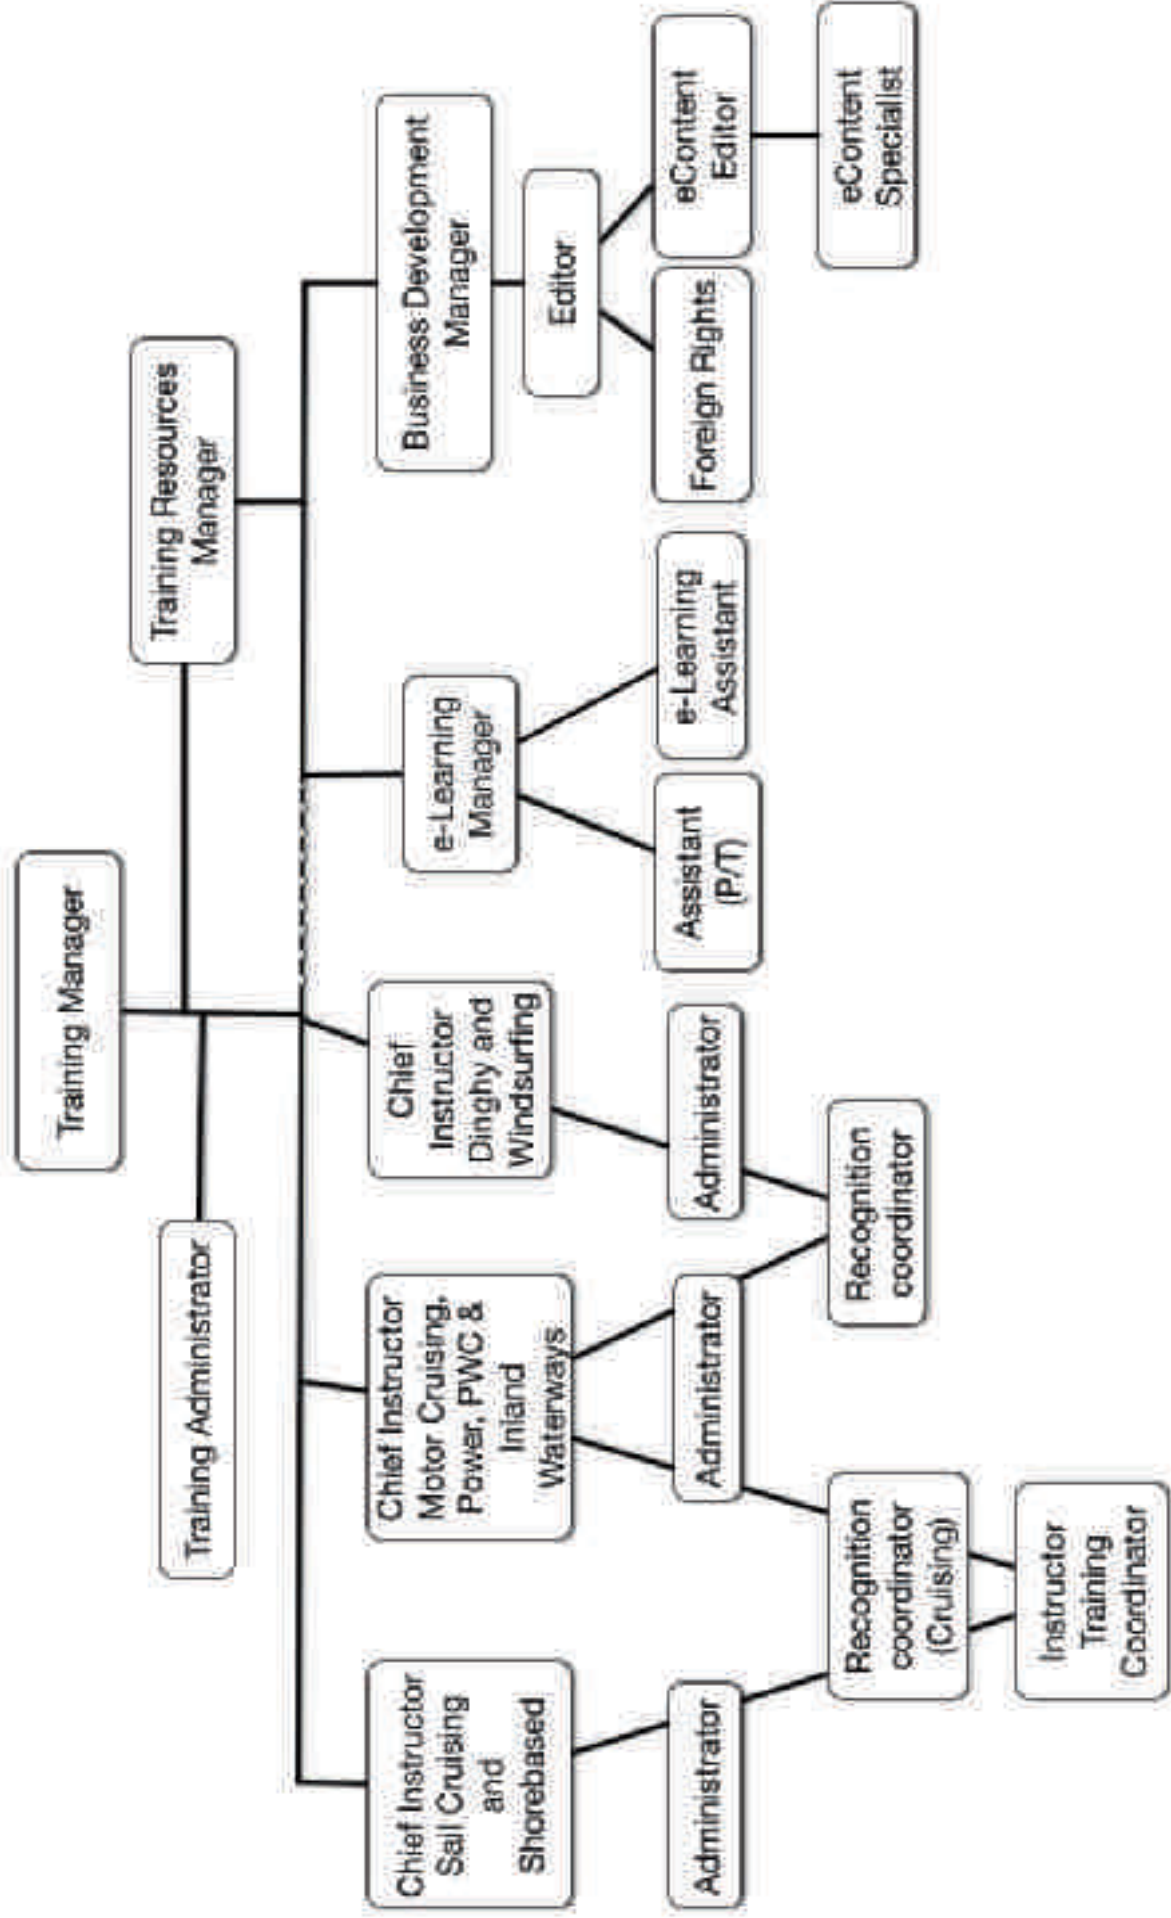 Training Manager
Training Administrator
Training Resources
Manager
Chief Instructor
Sail Cruising
and
Shorebased
Chief Instructor
Motor Cruising,
Power, PWC &
Inland
Waterways
Chief
Instructor
Dinghy and
Windsurfing
e-Learning
Manager
Business Development
Manager
Editor
Administrator
Administrator
Administrator
Assistant
(P/T)
e-Learning
Assistant
Foreign Rights
eContent
Editor
Recognition
coordinator
(Cruising)
Recognition
coordinator
eContent
Specialist
Instructor
Training
Coordinator